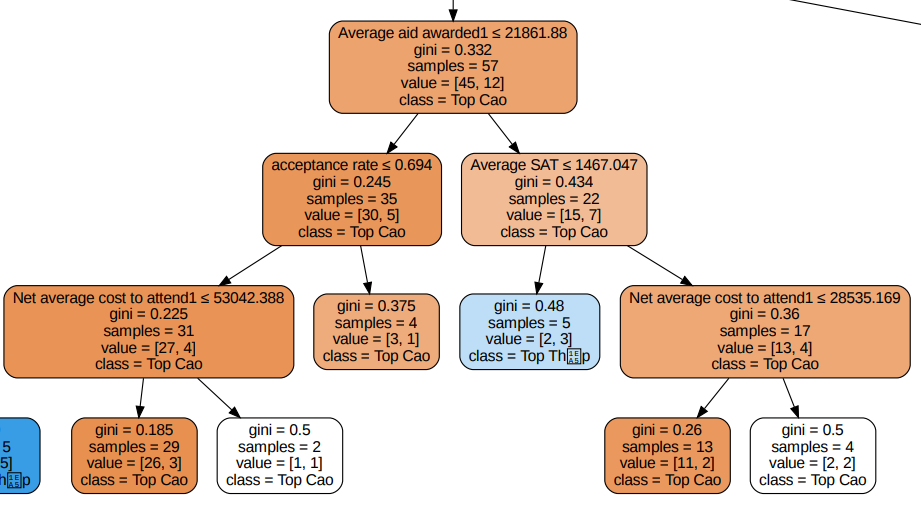 Average aid awarded1 ≤ 21861.88
gini = 0.332
samples = 57
value = [45, 12]
class = Top Cao
acceptance rate ≤ 0.694
gini = 0.245
samples = 35
value = [30, 5]
class = Top Cao
Average SAT ≤ 1467.047
gini = 0.434
samples = 22
value = [15, 7]
class = Top Cao
Net average cost to attend1 ≤ 53042.388
gini = 0.225
samples = 31
value = [27, 4]
class = Top Cao
gini = 0.375
samples = 4
value = [3, 1]
class = Top Cao
gini = 0.48
samples = 5
value = [2, 3]
class = Top Th𞺥p
Net average cost to attend1 ≤ 28535.169
gini = 0.36
samples = 17
value = [13, 4]
class = Top Cao
5
5]
gini = 0.185
samples = 29
value = [26, 3]
class = Top Cao
gini = 0.5
samples = 2
value = [1, 1]
class = Top Cao
gini = 0.26
samples = 13
value = [11, 2]
class = Top Cao
gini = 0.5
samples = 4
value = [2, 2]
class = Top Cao